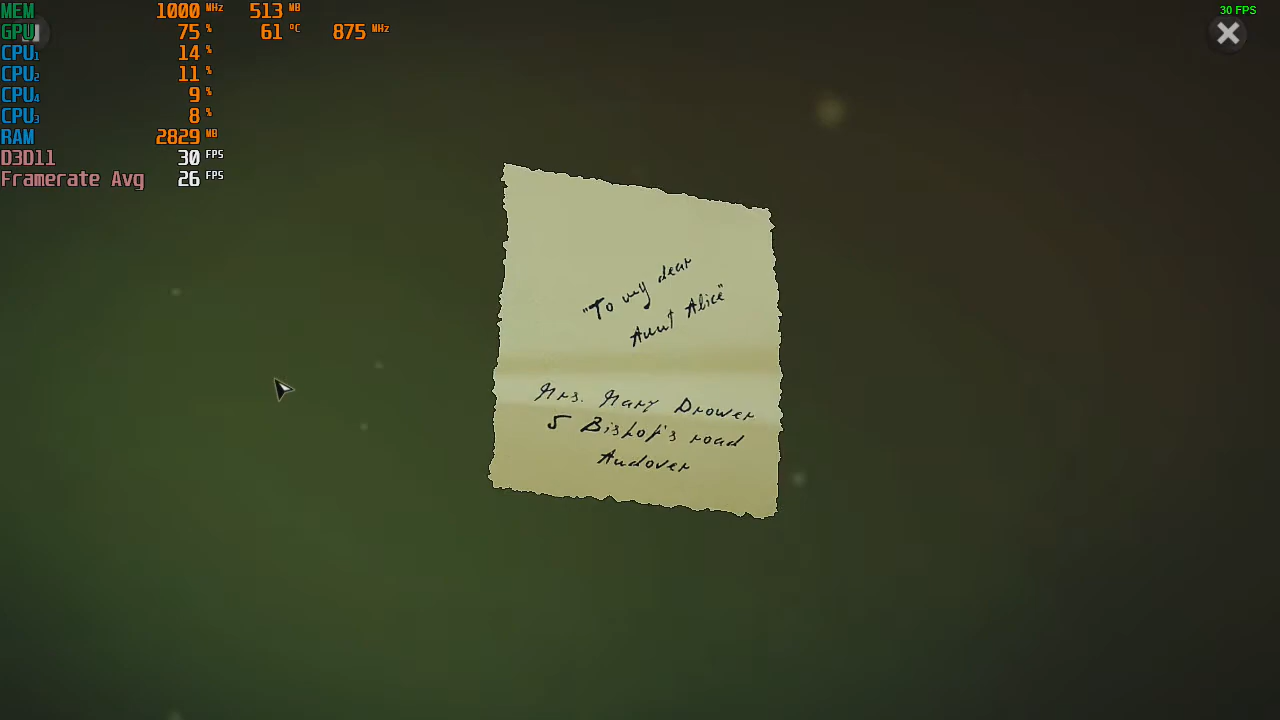 MEM 1000 MHz 513 MB
30 FPS
GPU 75 % 61 °C 875 MHz
CPU1 14 %
CPU2 11 %
CPU4 9 %
CPU3 8 %
RAM 2829 MB
D3D11 30 FPS
Framerate Avg 26 FPS
"To my dear
Aunt Alice"
Mrs. Mary Drower
5 Bishop's road
Andover